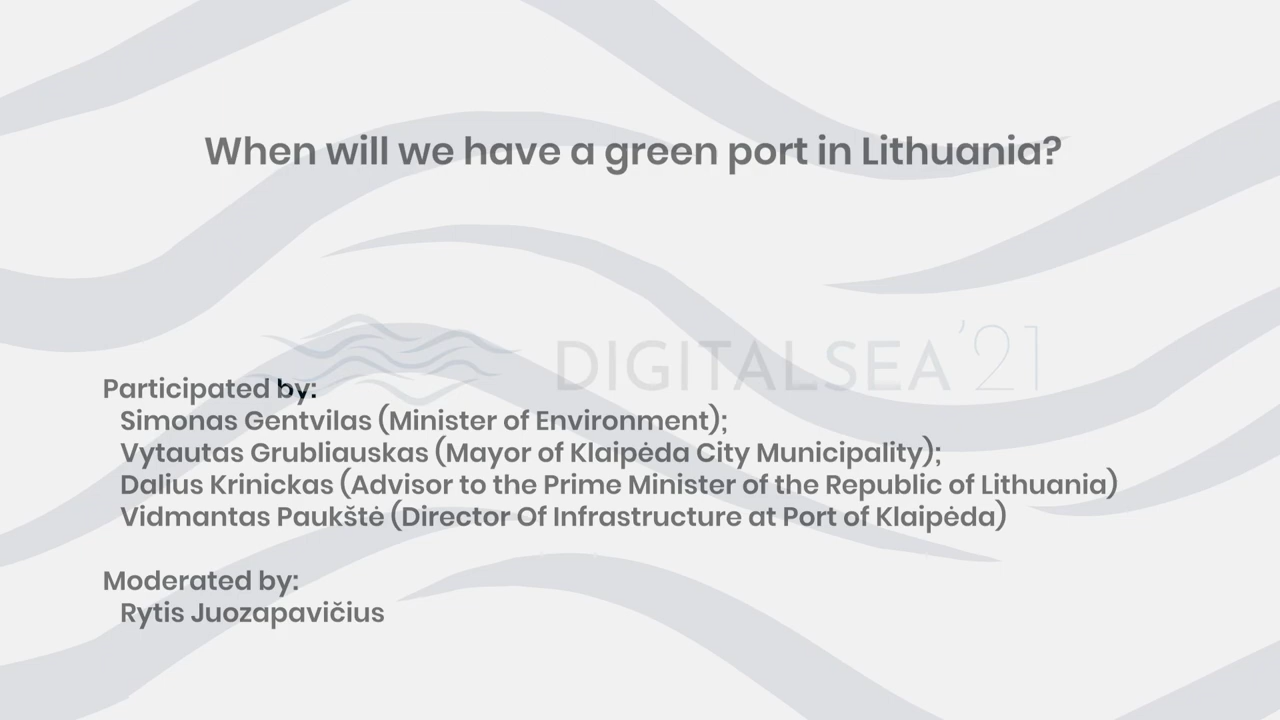 When will we have a green port in Lithuania?
DIGITALSEA '21
Participated by:
Simonas Gentvilas (Minister of Environment);
Vytautas Grubliauskas (Mayor of Klaipėda City Municipality);
Dalius Krinickas (Advisor to the Prime Minister of the Republic of Lithuania)
Vidmantas Paukštė (Director Of Infrastructure at Port of Klaipėda)
Moderated by:
Rytis Juozapavičius